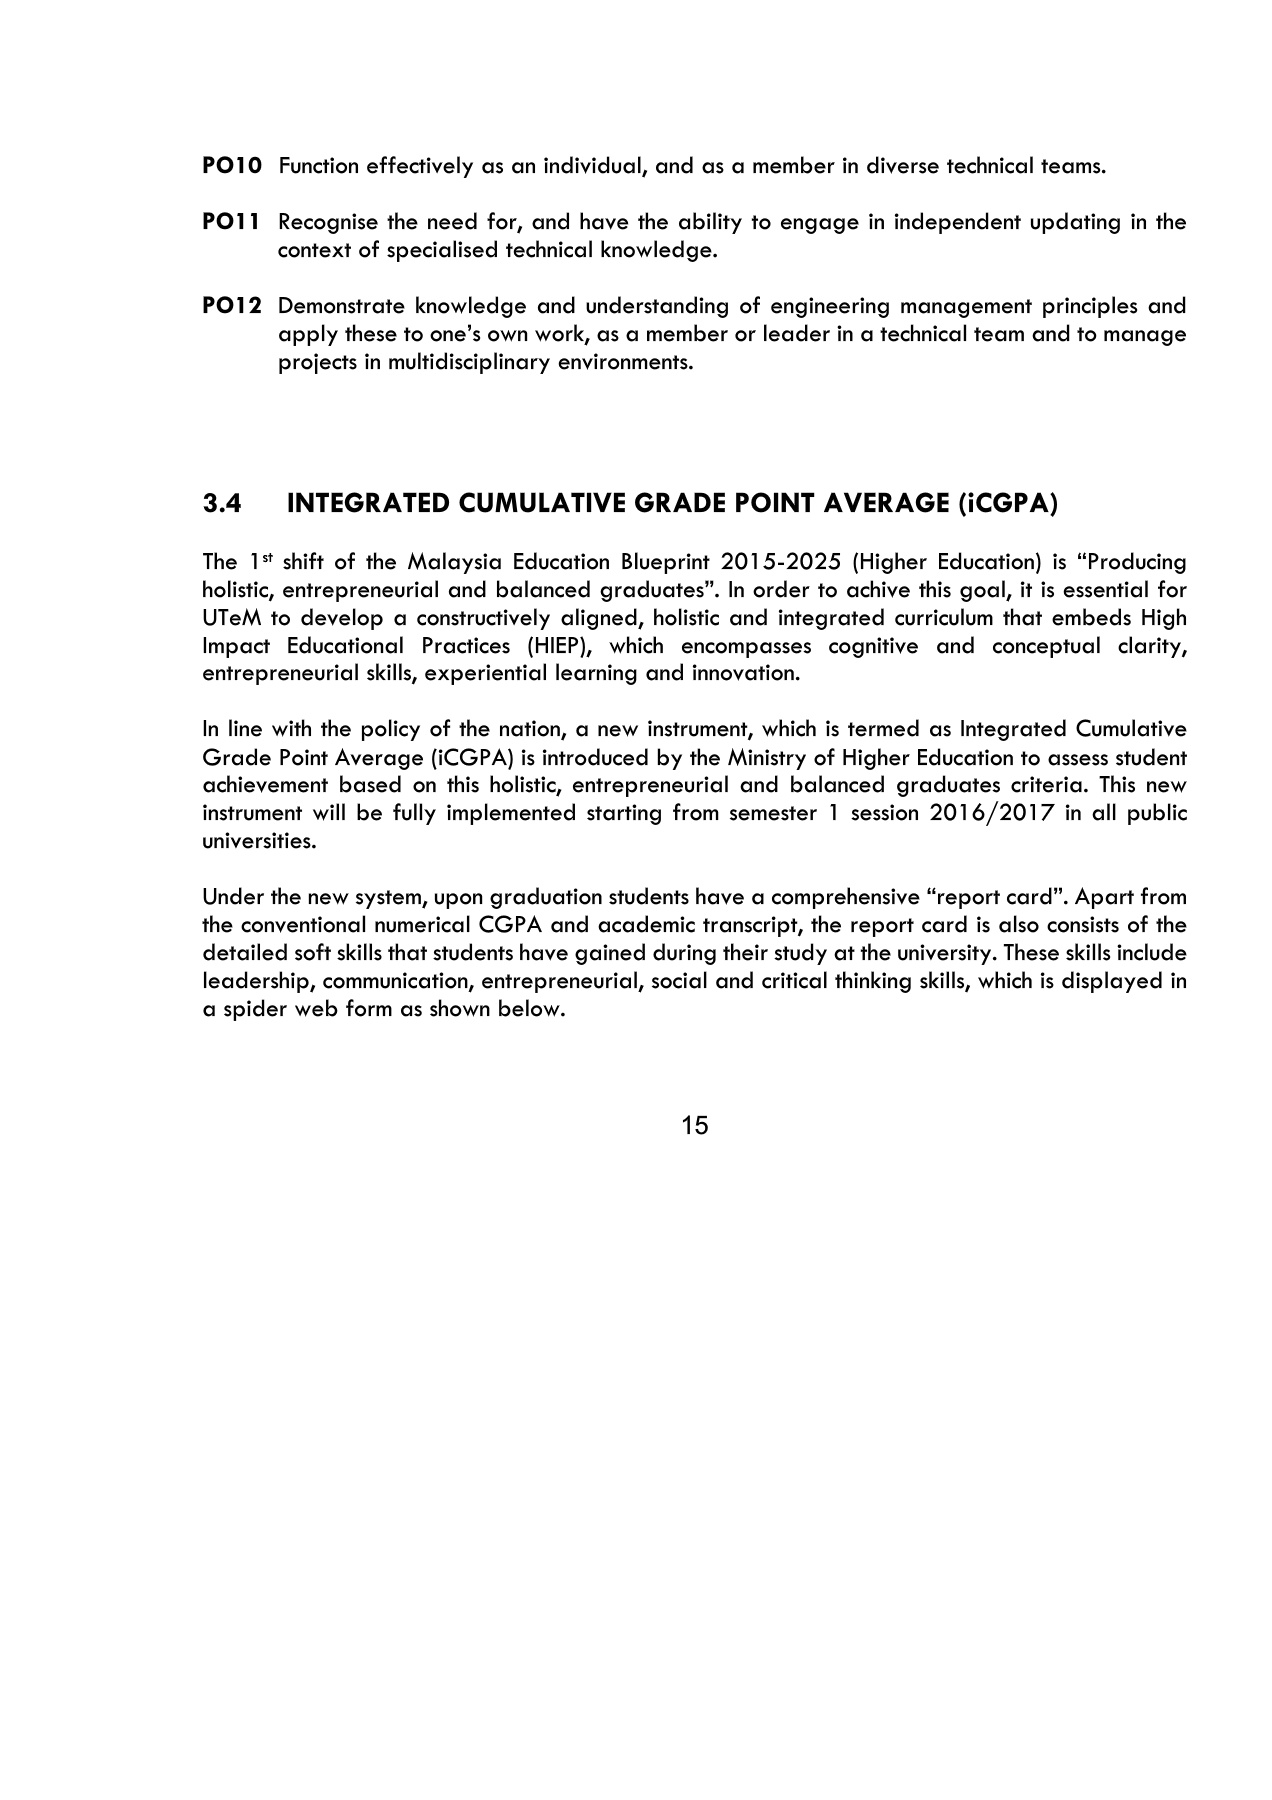 PO10 Function effectively as an individual, and as a member in diverse technical teams.
PO11 Recognise the need for, and have the ability to engage in independent updating in the
context of specialised technical knowledge.
PO12 Demonstrate knowledge and understanding of engineering management principles and
apply these to one’s own work, as a member or leader in a technical team and to manage
projects in multidisciplinary environments.
3.4 INTEGRATED CUMULATIVE GRADE POINT AVERAGE (iCGPA)
The 1st shift of the Malaysia Education Blueprint 2015-2025 (Higher Education) is “Producing
holistic, entrepreneurial and balanced graduates”. In order to achive this goal, it is essential for
UTeM to develop a constructively aligned, holistic and integrated curriculum that embeds High
Impact Educational Practices (HIEP), which encompasses cognitive and conceptual clarity,
entrepreneurial skills, experiential learning and innovation.
In line with the policy of the nation, a new instrument, which is termed as Integrated Cumulative
Grade Point Average (iCGPA) is introduced by the Ministry of Higher Education to assess student
achievement based on this holistic, entrepreneurial and balanced graduates criteria. This new
instrument will be fully implemented starting from semester 1 session 2016/2017 in all public
universities.
Under the new system, upon graduation students have a comprehensive “report card”. Apart from
the conventional numerical CGPA and academic transcript, the report card is also consists of the
detailed soft skills that students have gained during their study at the university. These skills include
leadership, communication, entrepreneurial, social and critical thinking skills, which is displayed in
a spider web form as shown below.
15